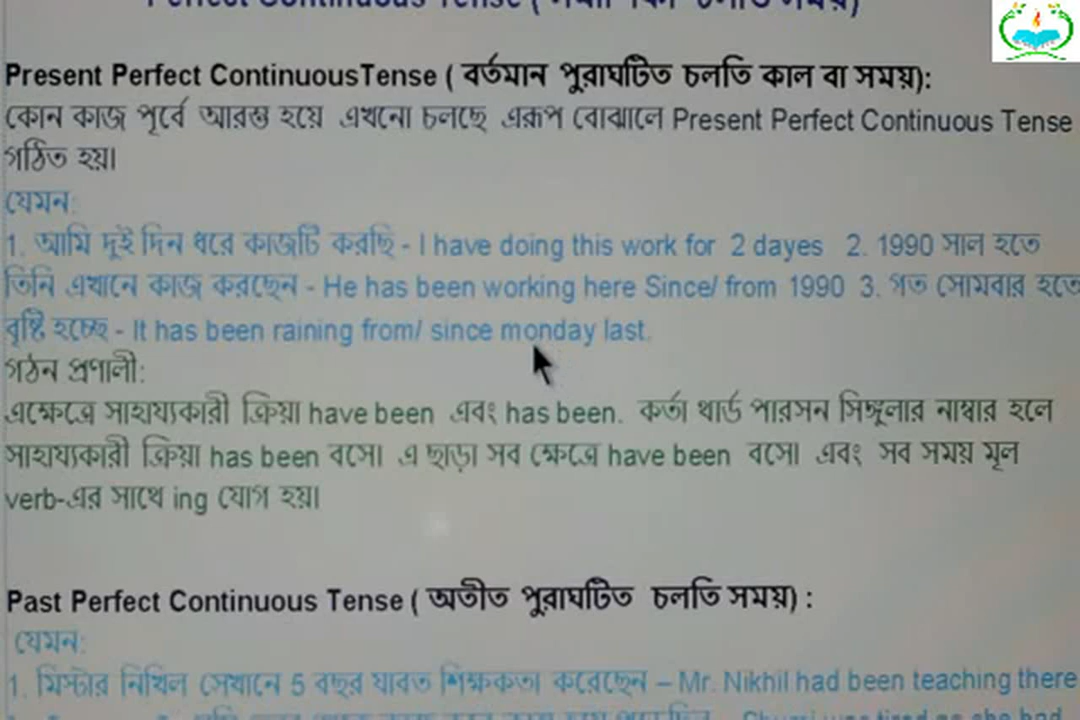 Perfect Continuous Tense (
Present Perfect ContinuousTense ( বর্তমান পুরাঘটিত চলতি কাল বা সময়):
কোন কাজ পূর্বে আরম্ভ হয়ে এখনো চলছে এরূপ বোঝালে Present Perfect Continuous Tense
গঠিত হয়।
যেমন:
1. আমি দুই দিন ধরে কাজটি করছি - I have doing this work for 2 dayes 2. 1990 সাল হতে
তিনি এখানে কাজ করছেন - He has been working here Since/ from 1990 3. গত সোমবার হতে
বৃষ্টি হচ্ছে - It has been raining from/ since monday last.
গঠন প্রণালী:
এক্ষেত্রে সাহায্যকারী ক্রিয়া have been এবং has been. কর্তা থার্ড পারসন সিঙ্গুলার নাম্বার হলে
সাহায্যকারী ক্রিয়া has been বসে। এ ছাড়া সব ক্ষেত্রে have been বসে। এবং সব সময় মূল
verb-এর সাথে ing যোগ হয়।
Past Perfect Continuous Tense ( অতীত পুরাঘটিত চলতি সময়) :
যেমন:
1. মিস্টার নিখিল সেখানে 5 বছর যাবত শিক্ষকতা করেছেন – Mr. Nikhil had been teaching there